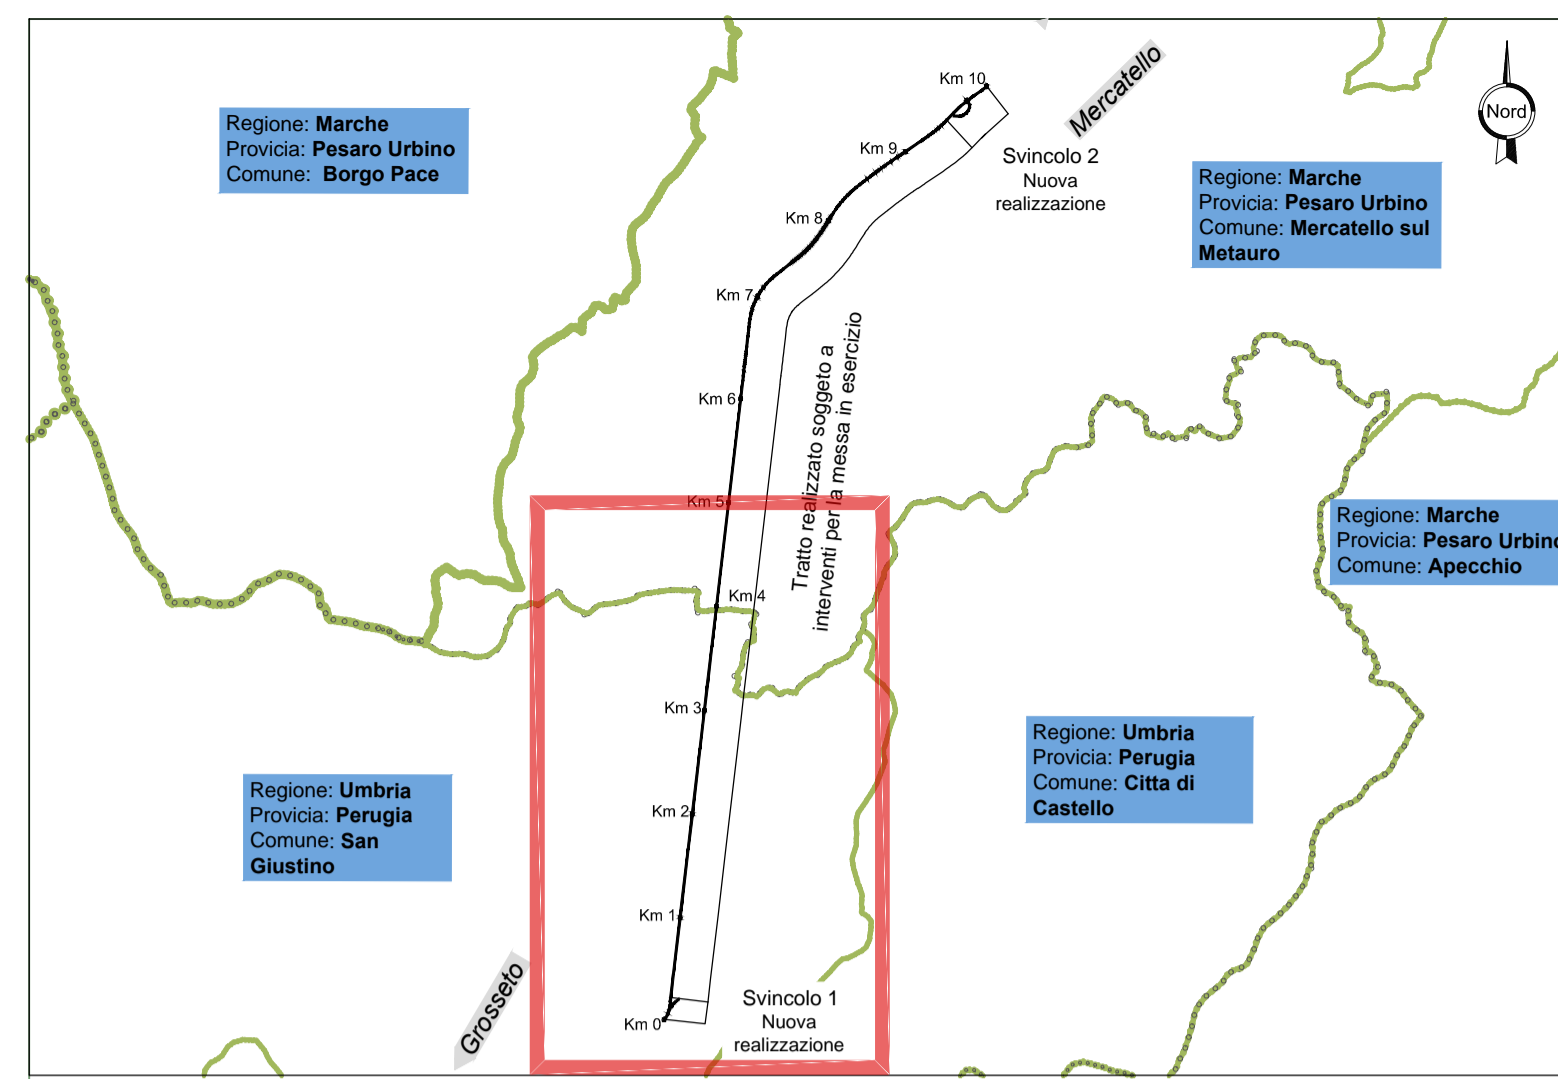 Km 10
Mercatello
Nord
Regione: Marche
Provicia: Pesaro Urbino
Comune: Borgo Pace
Km 9
Svincolo 2
Nuova
realizzazione
Regione: Marche
Provicia: Pesaro Urbino
Comune: Mercatello sul
Metauro
Km 8
Km 7
Tratto realizzato soggeto a
interventi per la messa in esercizio
Km 6
Km 5
Regione: Marche
Provicia: Pesaro Urbino
Comune: Apecchio
Km 4
Km 3
Regione: Umbria
Provicia: Perugia
Comune: Citta di
Castello
Regione: Umbria
Provicia: Perugia
Comune: San
Giustino
Km 2
Km 1
Grosseto
Svincolo 1
Nuova
realizzazione
Km 0